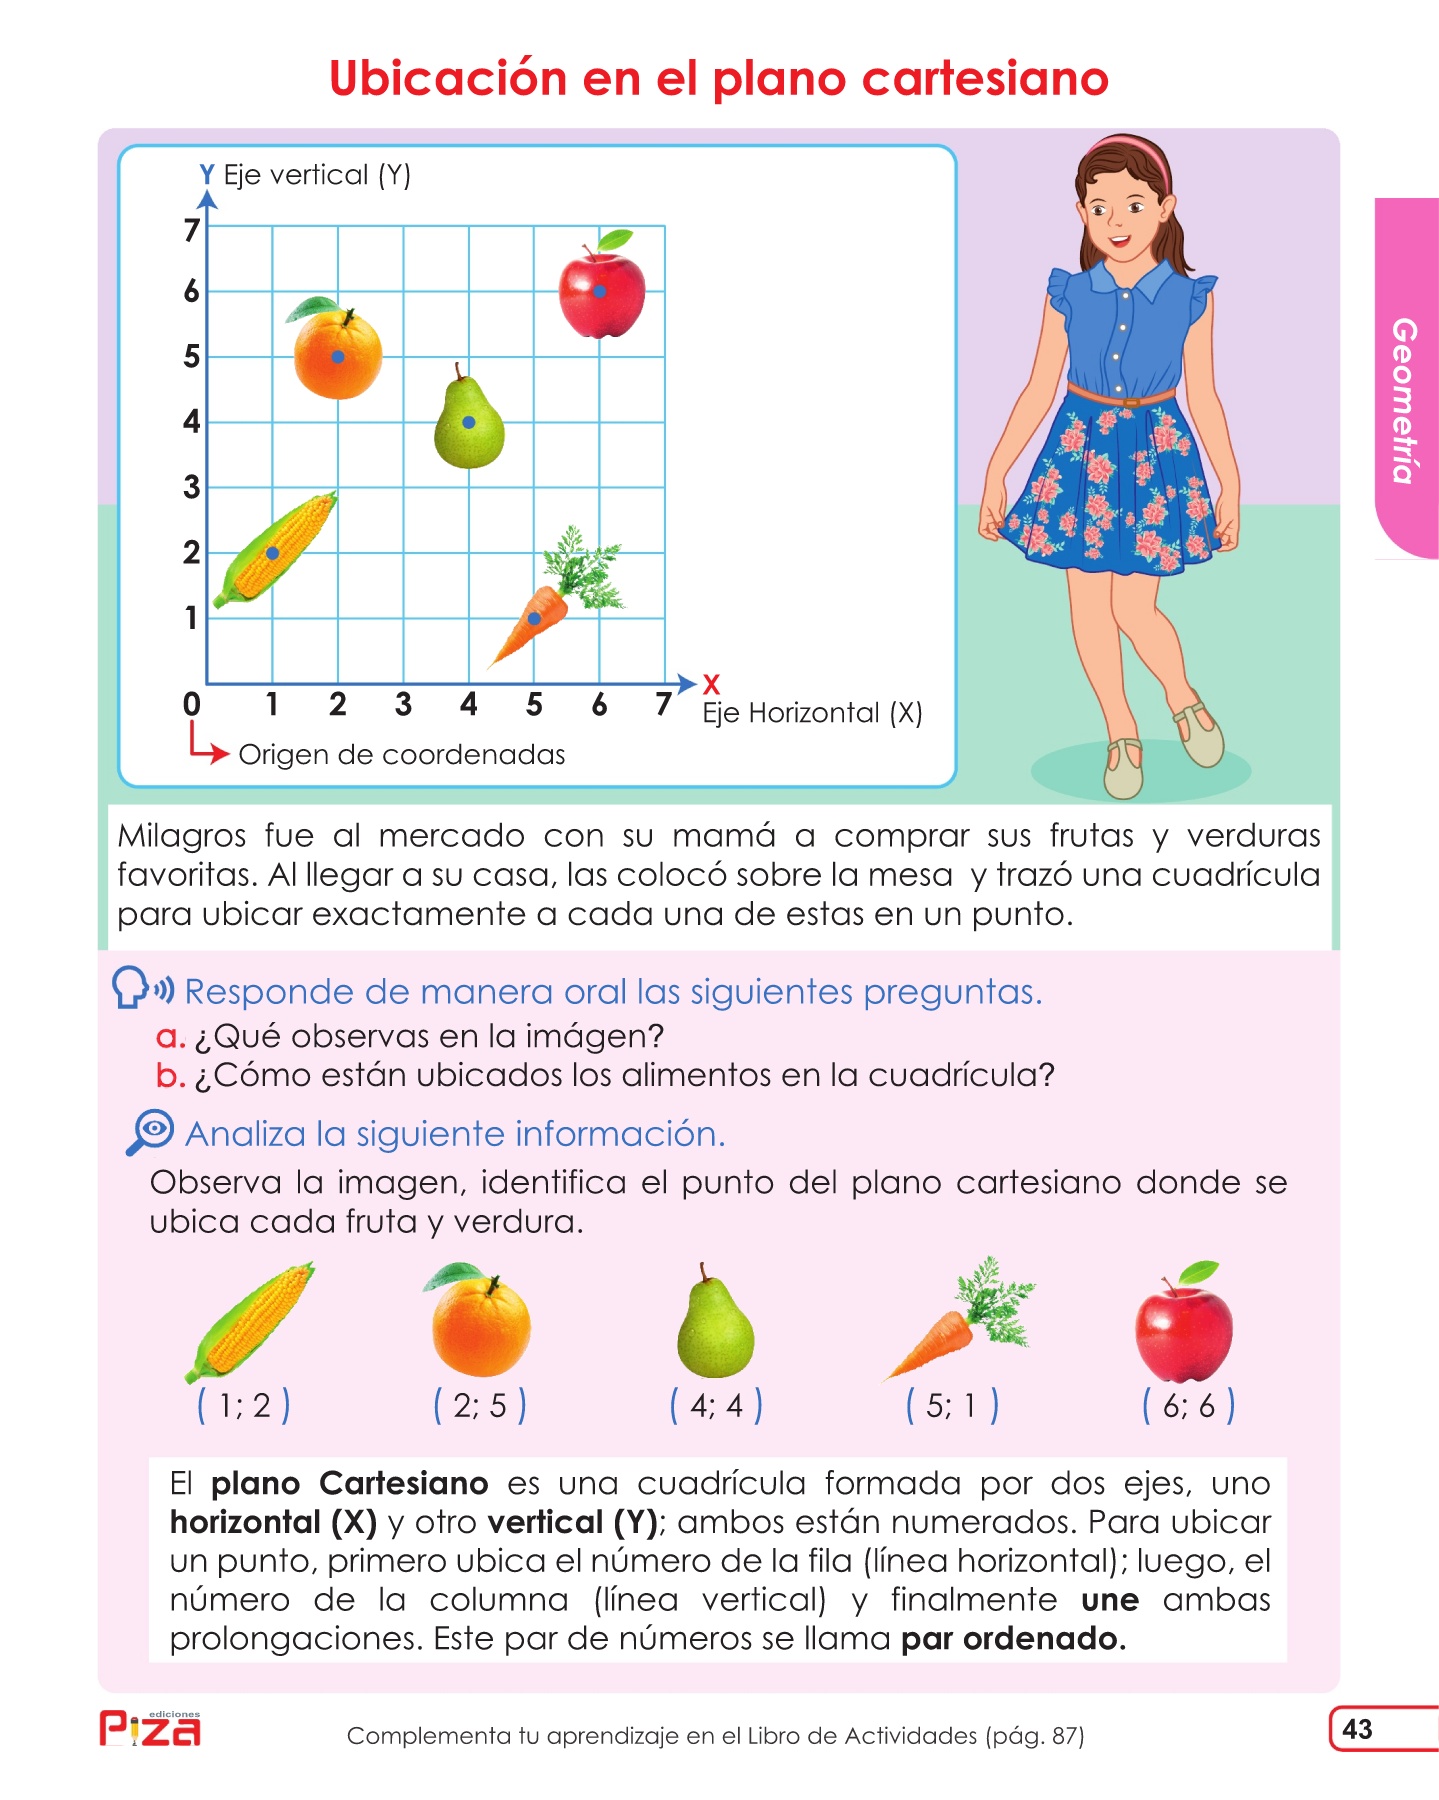 Ubicación en el plano cartesiano
Y Eje vertical (Y)
7
6
5
4
3
2
1
0 1 2 3 4 5 6 7
X
Eje Horizontal (X)
Origen de coordenadas
Geometría
Milagros fue al mercado con su mamá a comprar sus frutas y verduras
favoritas. Al llegar a su casa, las colocó sobre la mesa y trazó una cuadrícula
para ubicar exactamente a cada una de estas en un punto.
Responde de manera oral las siguientes preguntas.
a. ¿Qué observas en la imágen?
b. ¿Cómo están ubicados los alimentos en la cuadrícula?
Analiza la siguiente información.
Observa la imagen, identifica el punto del plano cartesiano donde se
ubica cada fruta y verdura.
( 1; 2 ) ( 2; 5 ) ( 4; 4 ) ( 5; 1 ) ( 6; 6 )
El plano Cartesiano es una cuadrícula formada por dos ejes, uno
horizontal (X) y otro vertical (Y); ambos están numerados. Para ubicar
un punto, primero ubica el número de la fila (línea horizontal); luego, el
número de la columna (línea vertical) y finalmente une ambas
prolongaciones. Este par de números se llama par ordenado.
ediciones
Piza
Complementa tu aprendizaje en el Libro de Actividades (pág. 87)
43